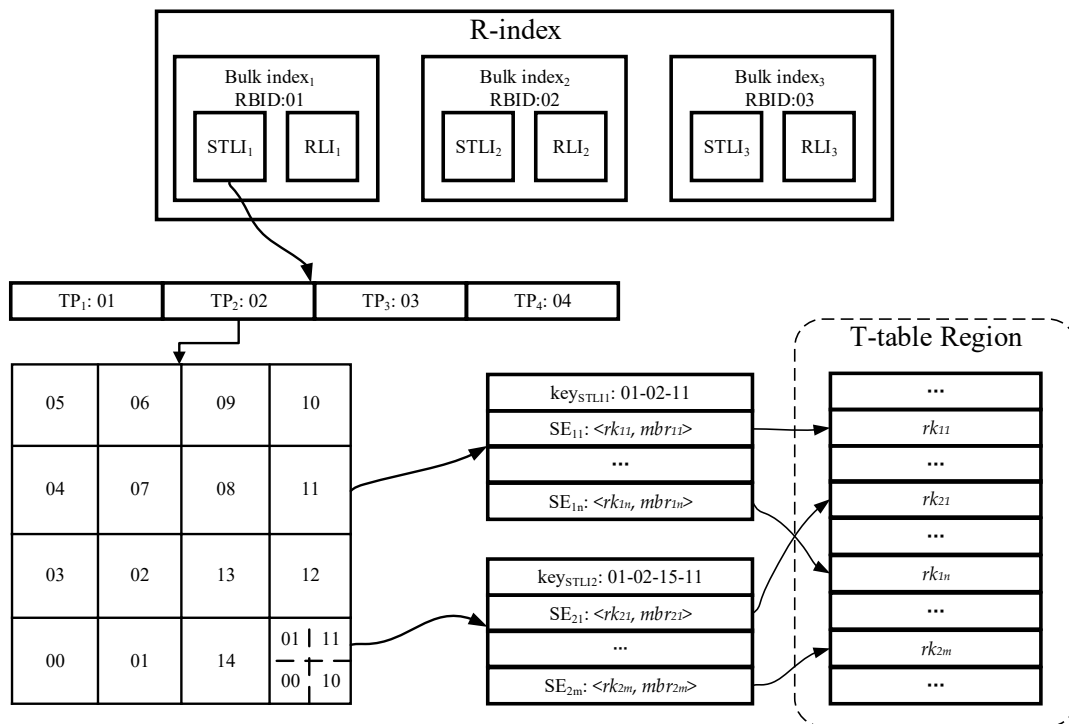 R-index
Bulk index₁
RBID:01
STLI₁
RLI₁
Bulk index₂
RBID:02
STLI₂
RLI₂
Bulk index₃
RBID:03
STLI₃
RLI₃
TP₁: 01
TP₂: 02
TP₃: 03
TP₄: 04
05 06 09 10
04 07 08 11
03 02 13 12
00 01 14
01 11
00 10
key_STLI1: 01-02-11
SE₁₁: <rk₁₁, mbr₁₁>
...
SE₁ₙ: <rk₁ₙ, mbr₁ₙ>
key_STLI2: 01-02-15-11
SE₂₁: <rk₂₁, mbr₂₁>
...
SE₂ₘ: <rk₂ₘ, mbr₂ₘ>
T-table Region
...
rk₁₁
...
rk₂₁
...
rk₁ₙ
...
rk₂ₘ
...